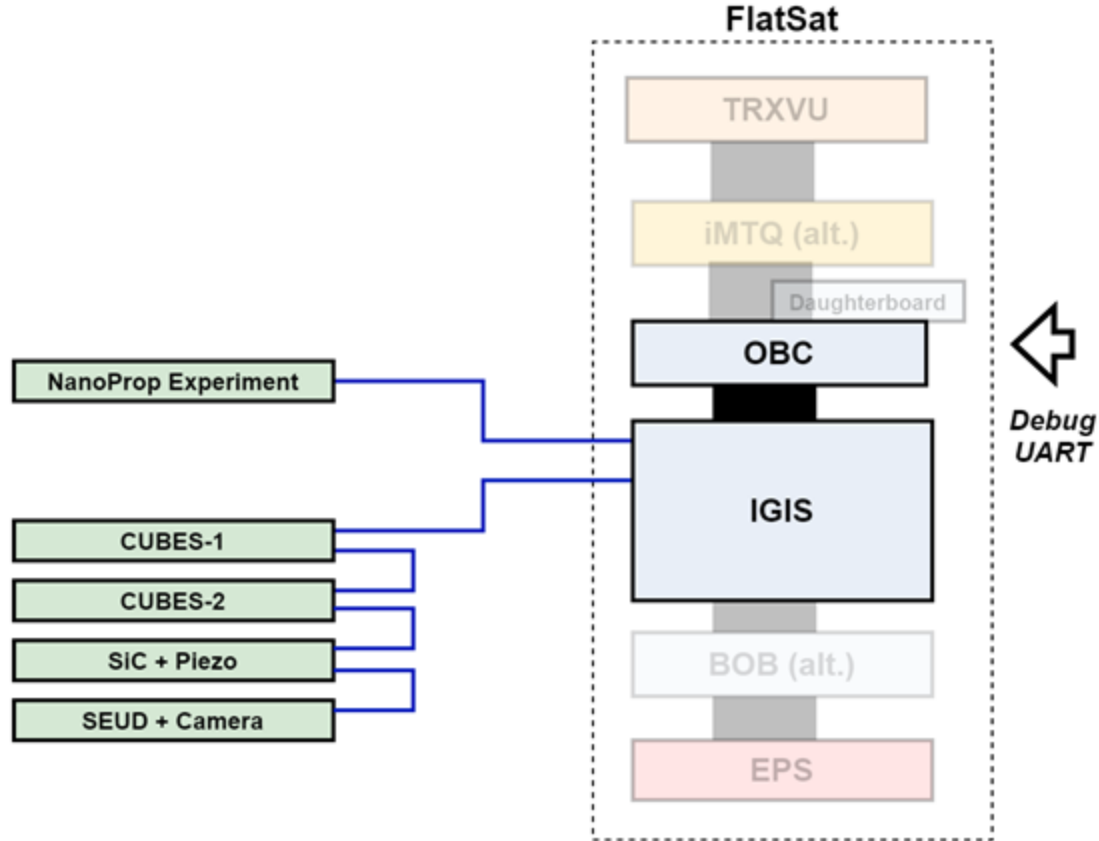 FlatSat
TRXVU
iMTQ (alt.)
Daughterboard
OBC
Debug
UART
IGIS
BOB (alt.)
EPS
NanoProp Experiment
CUBES-1
CUBES-2
SiC + Piezo
SEUD + Camera